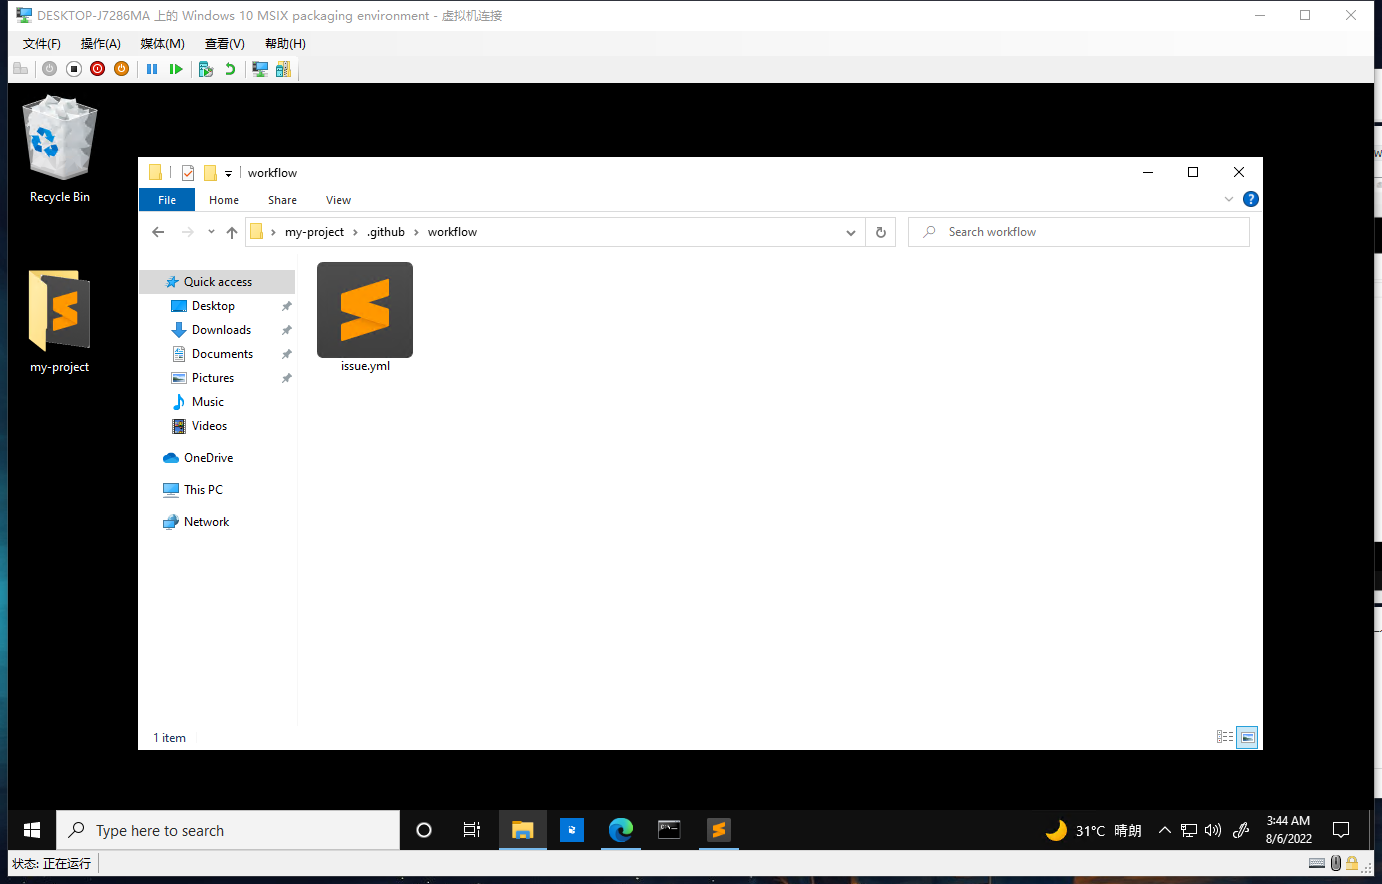 DESKTOP-J7286MA 上的 Windows 10 MSIX packaging environment - 虚拟机连接
文件(F) 操作(A) 媒体(M) 查看(V) 帮助(H)
Recycle Bin
my-project
workflow
File Home Share View
my-project › .github › workflow
Search workflow
Quick access
Desktop
Downloads
Documents
Pictures
Music
Videos
OneDrive
This PC
Network
issue.yml
1 item
Type here to search
31°C 晴朗
3:44 AM
8/6/2022
状态: 正在运行